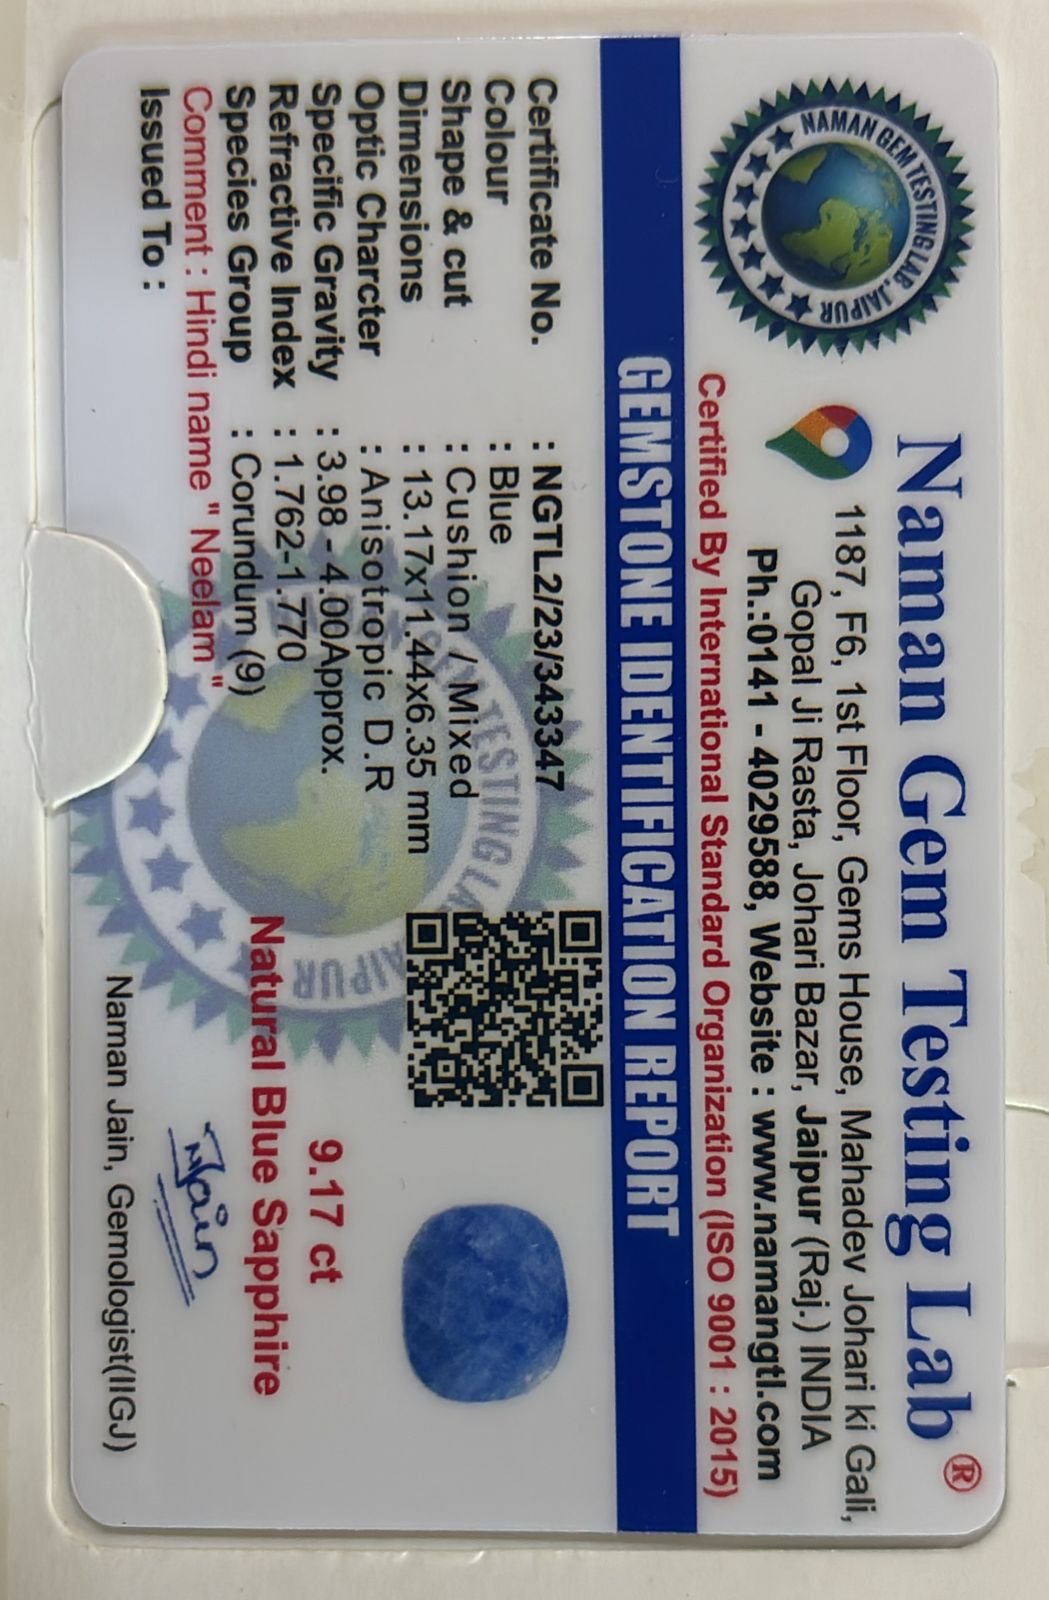 Naman Gem Testing Lab ®
1187, F6, 1st Floor, Gems House, Mahadev Johari ki Gali,
Gopal Ji Rasta, Johari Bazar, Jaipur (Raj.) INDIA
Ph.:0141 - 4029588, Website : www.namangtl.com
Certified By International Standard Organization (ISO 9001 : 2015)
NAMAN GEM TESTING LAB, JAIPUR
GEMSTONE IDENTIFICATION REPORT
Certificate No. : NGTL2/23/343347
Colour : Blue
Shape & cut : Cushion / Mixed
Dimensions : 13.17x11.44x6.35 mm
Optic Charcter : Anisotropic D.R
Specific Gravity : 3.98 - 4.00Approx.
Refractive Index : 1.762-1.770
Species Group : Corundum (9)
Comment : Hindi name " Neelam "
Issued To :
9.17 ct
Natural Blue Sapphire
NJain
Naman Jain, Gemologist(IIGJ)
TESTING LA
JAIPUR